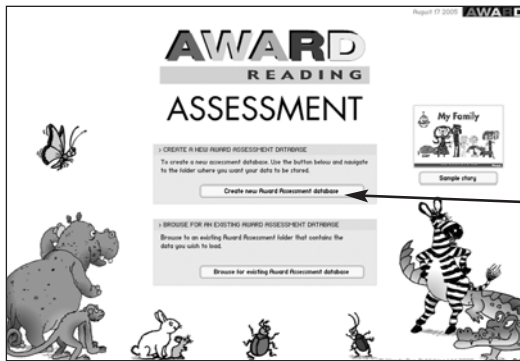 August 17 2005 AWARD
AWARD
READING
ASSESSMENT
› CREATE A NEW AWARD ASSESSMENT DATABASE
To create a new assessment database. Use the button below and navigate
to the folder where you want your data to be stored.
Create new Award Assessment database
My Family
Sample story
› BROWSE FOR AN EXISTING AWARD ASSESSMENT DATABASE
Browse to an existing Award Assessment folder that contains the
data you wish to load.
Browse for existing Award Assessment database